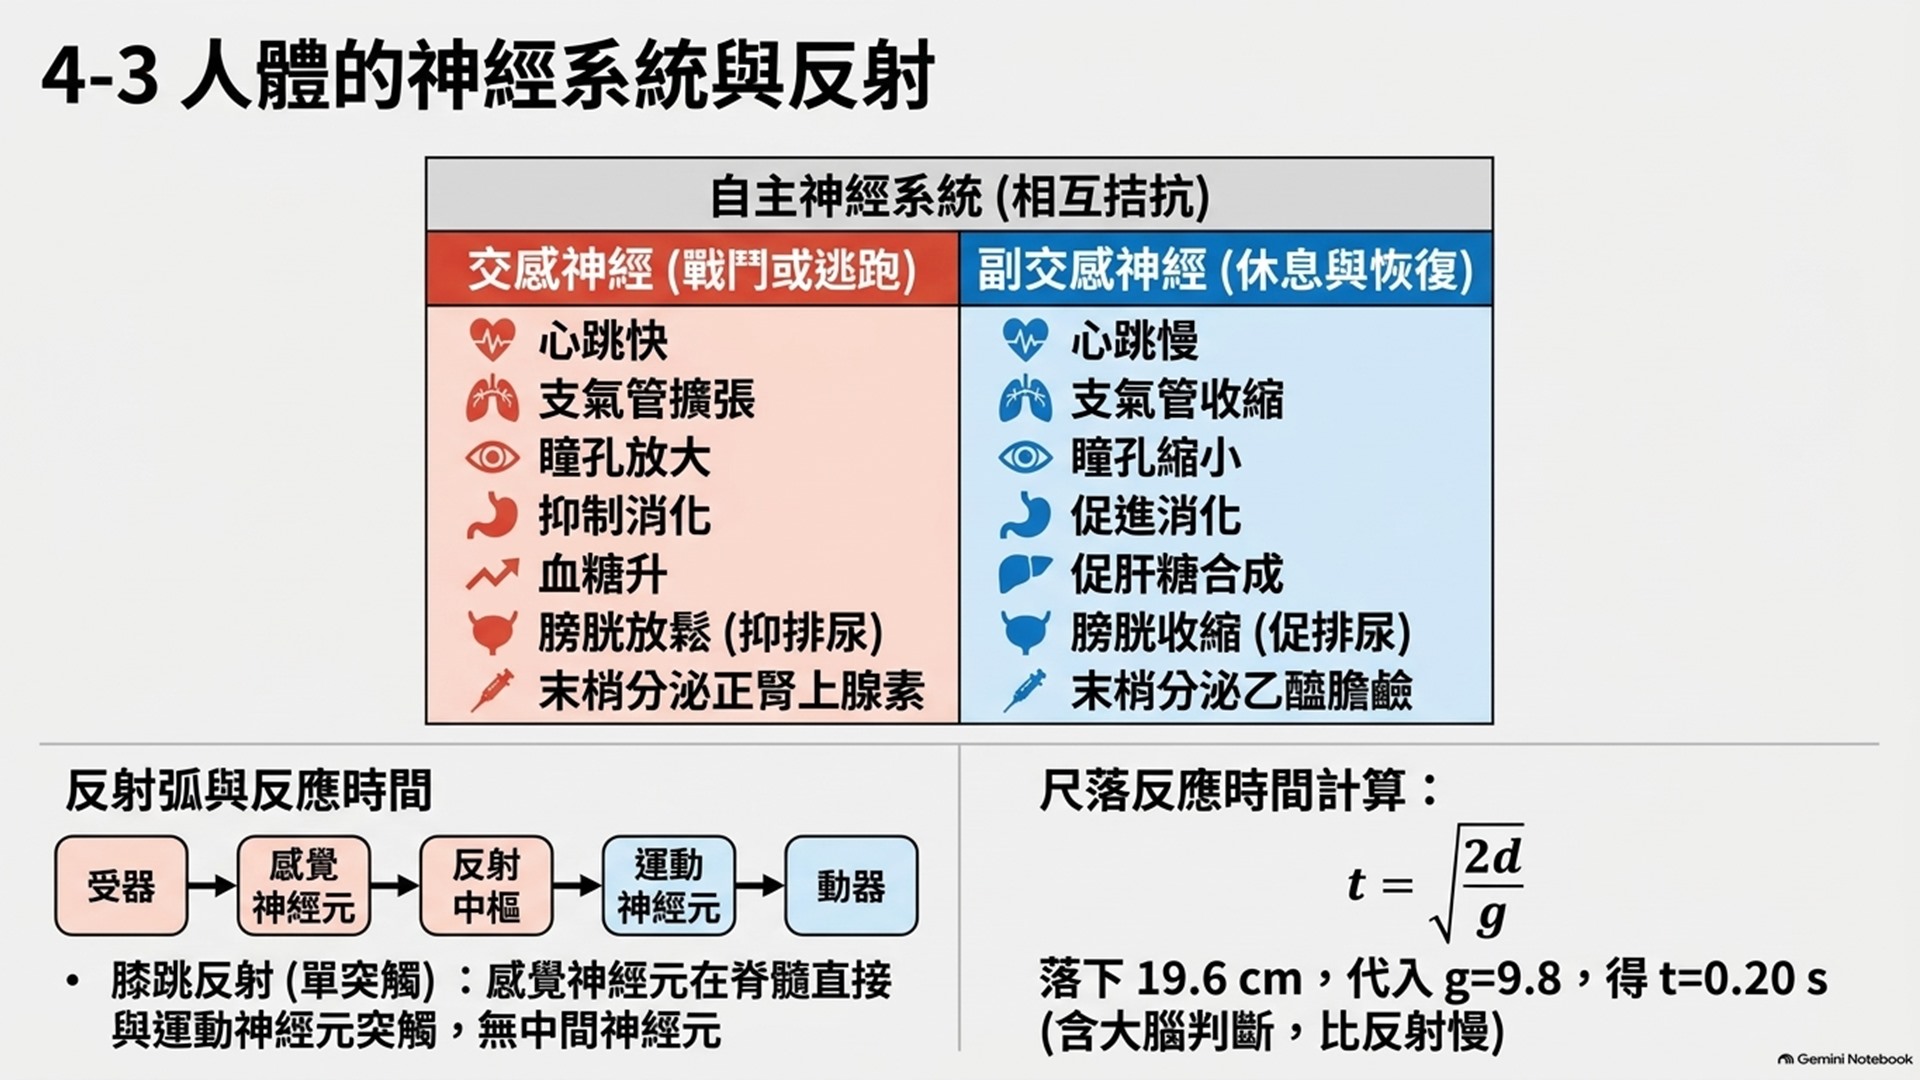 4-3 人體的神經系統與反射
自主神經系統 (相互拮抗)
交感神經 (戰鬥或逃跑)
副交感神經 (休息與恢復)
心跳快
支氣管擴張
瞳孔放大
抑制消化
血糖升
膀胱放鬆 (抑排尿)
末梢分泌正腎上腺素
心跳慢
支氣管收縮
瞳孔縮小
促進消化
促肝糖合成
膀胱收縮 (促排尿)
末梢分泌乙醯膽鹼
反射弧與反應時間
受器
感覺
神經元
反射
中樞
運動
神經元
動器
• 膝跳反射 (單突觸)：感覺神經元在脊髓直接
與運動神經元突觸，無中間神經元
尺落反應時間計算：
t = √(2d/g)
落下 19.6 cm，代入 g=9.8，得 t=0.20 s
(含大腦判斷，比反射慢)
Gemini Notebook